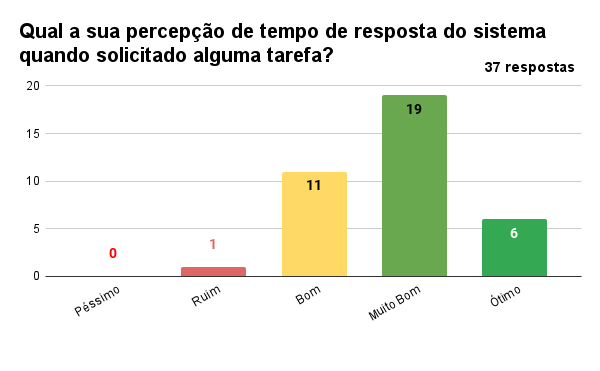 Qual a sua percepção de tempo de resposta do sistema
quando solicitado alguma tarefa?
37 respostas
20
15
10
5
0
0
1
11
19
6
Péssimo
Ruim
Bom
Muito Bom
Ótimo